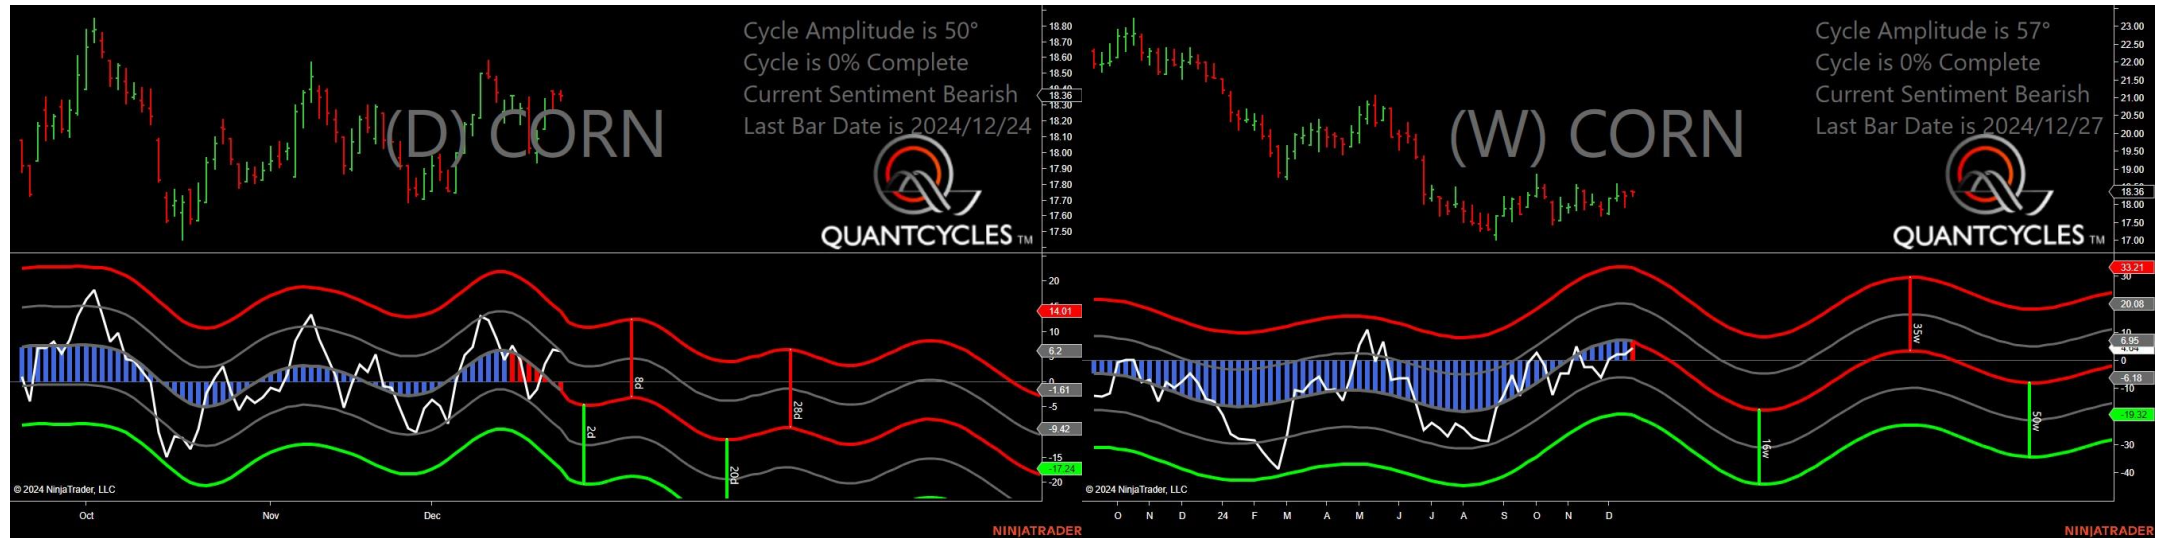 Cycle Amplitude is 50°
Cycle is 0% Complete
Current Sentiment Bearish
Last Bar Date is 2024/12/24
(D) CORN
QUANTCYCLES TM
18.80
18.70
18.60
18.50
18.36
18.30
18.20
18.10
18.00
17.90
17.80
17.70
17.60
17.50
20
14.01
10
6.2
0
-1.61
-5
-9.42
-15
-17.24
-20
2d
8d
20d
28d
© 2024 NinjaTrader, LLC
Oct Nov Dec
NINJATRADER
Cycle Amplitude is 57°
Cycle is 0% Complete
Current Sentiment Bearish
Last Bar Date is 2024/12/27
(W) CORN
QUANTCYCLES TM
23.00
22.50
22.00
21.50
21.00
20.50
20.00
19.50
19.00
18.36
18.00
17.50
17.00
33.21
30
20.08
10
6.95
0
-6.18
-10
-19.32
-30
-40
16w
35w
50w
© 2024 NinjaTrader, LLC
O N D 24 F M A M J J A S O N D
NINJATRADER